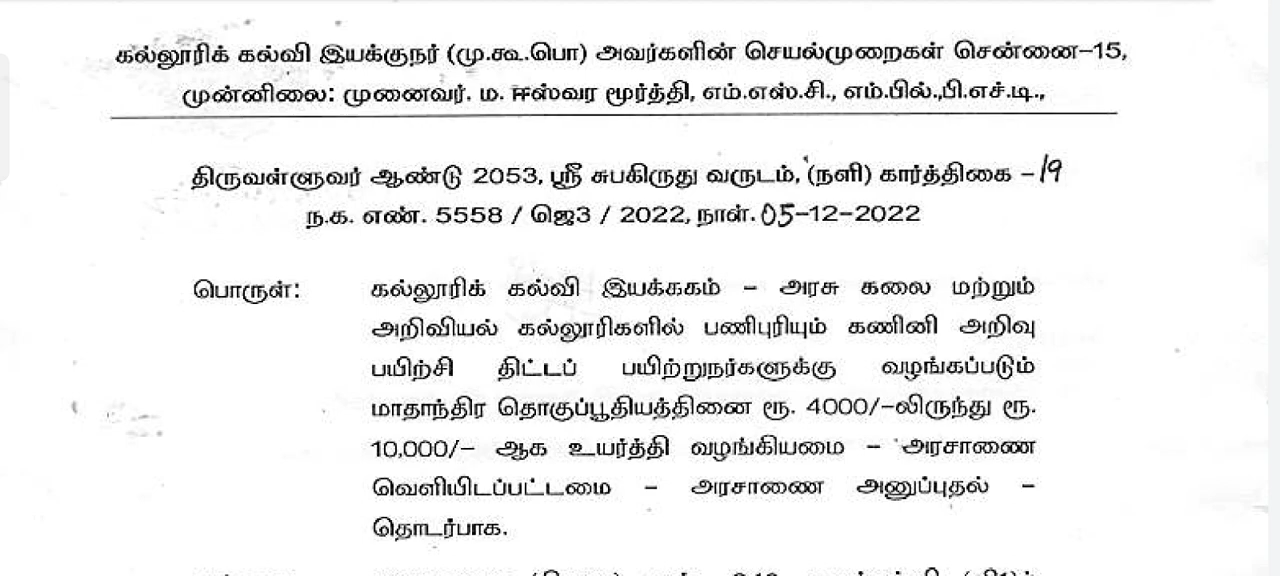 கல்லூரிக் கல்வி இயக்குநர் (மு.கூ.பொ) அவர்களின் செயல்முறைகள் சென்னை–15,
முன்னிலை: முனைவர். ம. ஈஸ்வர மூர்த்தி, எம்.எஸ்.சி., எம்.பில்.,பி.எச்.டி.,
திருவள்ளுவர் ஆண்டு 2053, ஸ்ரீ சுபகிருது வருடம், (நளி) கார்த்திகை –19
ந.க. எண். 5558 / ஜெ3 / 2022, நாள். 05–12–2022
பொருள்: கல்லூரிக் கல்வி இயக்ககம் – அரசு கலை மற்றும்
அறிவியல் கல்லூரிகளில் பணிபுரியும் கணினி அறிவு
பயிற்சி திட்டப் பயிற்றுநர்களுக்கு வழங்கப்படும்
மாதாந்திர தொகுப்பூதியத்தினை ரூ. 4000/–லிருந்து ரூ.
10,000/– ஆக உயர்த்தி வழங்கியமை – அரசாணை
வெளியிடப்பட்டமை – அரசாணை அனுப்புதல் –
தொடர்பாக.